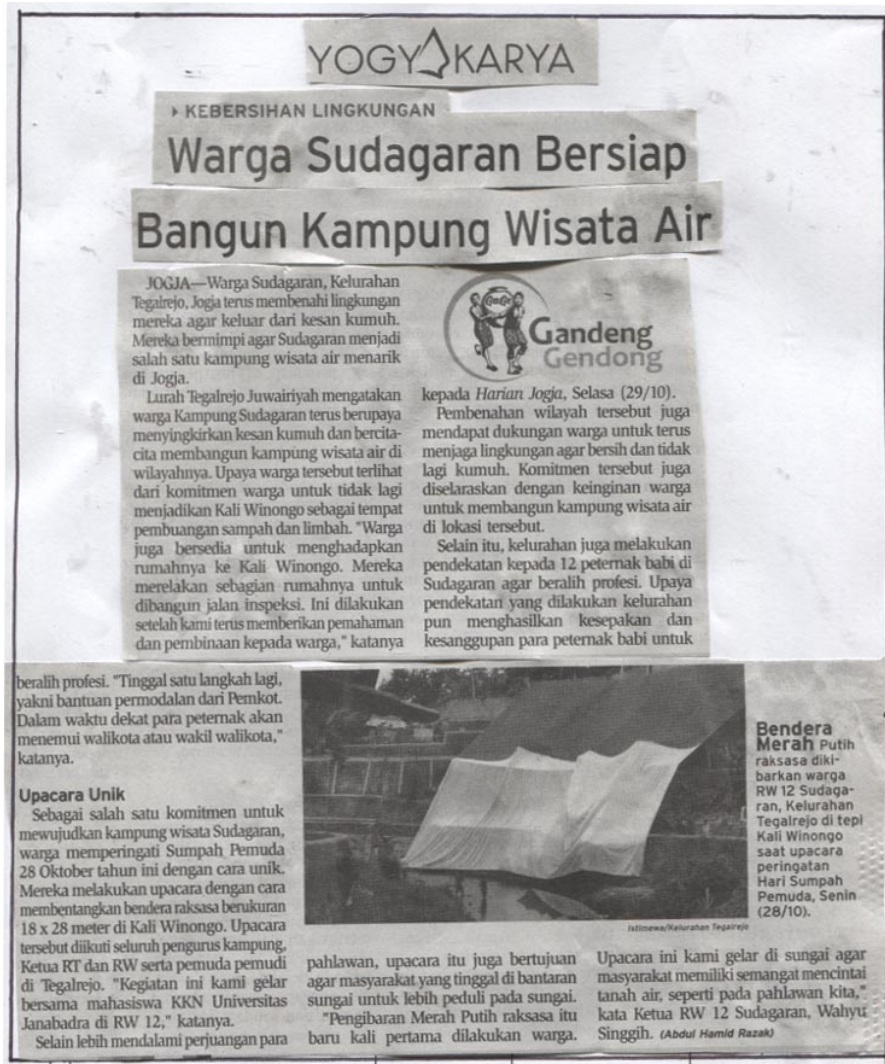 YOGYAKARYA
KEBERSIHAN LINGKUNGAN
Warga Sudagaran Bersiap
Bangun Kampung Wisata Air
JOGJA—Warga Sudagaran, Kelurahan
Tegalrejo, Jogja terus membenahi lingkungan
mereka agar keluar dari kesan kumuh.
Mereka bermimpi agar Sudagaran menjadi
salah satu kampung wisata air menarik
di Jogja.
Lurah Tegalrejo Juwairiyah mengatakan
warga Kampung Sudagaran terus berupaya
menyingkirkan kesan kumuh dan bercita-
cita membangun kampung wisata air di
wilayahnya. Upaya warga tersebut terlihat
dari komitmen warga untuk tidak lagi
menjadikan Kali Winongo sebagai tempat
pembuangan sampah dan limbah. "Warga
juga bersedia untuk menghadapkan
rumahnya ke Kali Winongo. Mereka
merelakan sebagian rumahnya untuk
dibangun jalan inspeksi. Ini dilakukan
setelah kami terus memberikan pemahaman
dan pembinaan kepada warga," katanya
Gandeng
Gendong
kepada Harian Jogja, Selasa (29/10).
Pembenahan wilayah tersebut juga
mendapat dukungan warga untuk terus
menjaga lingkungan agar bersih dan tidak
lagi kumuh. Komitmen tersebut juga
diselaraskan dengan keinginan warga
untuk membangun kampung wisata air
di lokasi tersebut.
Selain itu, kelurahan juga melakukan
pendekatan kepada 12 peternak babi di
Sudagaran agar beralih profesi. Upaya
pendekatan yang dilakukan kelurahan
pun menghasilkan kesepakan dan
kesanggupan para peternak babi untuk
beralih profesi. "Tinggal satu langkah lagi,
yakni bantuan permodalan dari Pemkot.
Dalam waktu dekat para peternak akan
menemui walikota atau wakil walikota,"
katanya.
Upacara Unik
Sebagai salah satu komitmen untuk
mewujudkan kampung wisata Sudagaran,
warga memperingati Sumpah Pemuda
28 Oktober tahun ini dengan cara unik.
Mereka melakukan upacara dengan cara
membentangkan bendera raksasa berukuran
18 x 28 meter di Kali Winongo. Upacara
tersebut diikuti seluruh pengurus kampung,
Ketua RT dan RW serta pemuda pemudi
di Tegalrejo. "Kegiatan ini kami gelar
bersama mahasiswa KKN Universitas
Janabadra di RW 12," katanya.
Selain lebih mendalami perjuangan para
Bendera
Merah Putih
raksasa diki-
barkan warga
RW 12 Sudaga-
ran, Kelurahan
Tegalrejo di tepi
Kali Winongo
saat upacara
peringatan
Hari Sumpah
Pemuda, Senin
(28/10).
Istimewa/Kelurahan Tegalrejo
pahlawan, upacara itu juga bertujuan
agar masyarakat yang tinggal di bantaran
sungai untuk lebih peduli pada sungai.
"Pengibaran Merah Putih raksasa itu
baru kali pertama dilakukan warga.
Upacara ini kami gelar di sungai agar
masyarakat memiliki semangat mencintai
tanah air, seperti pada pahlawan kita,"
kata Ketua RW 12 Sudagaran, Wahyu
Singgih. (Abdul Hamid Razak)